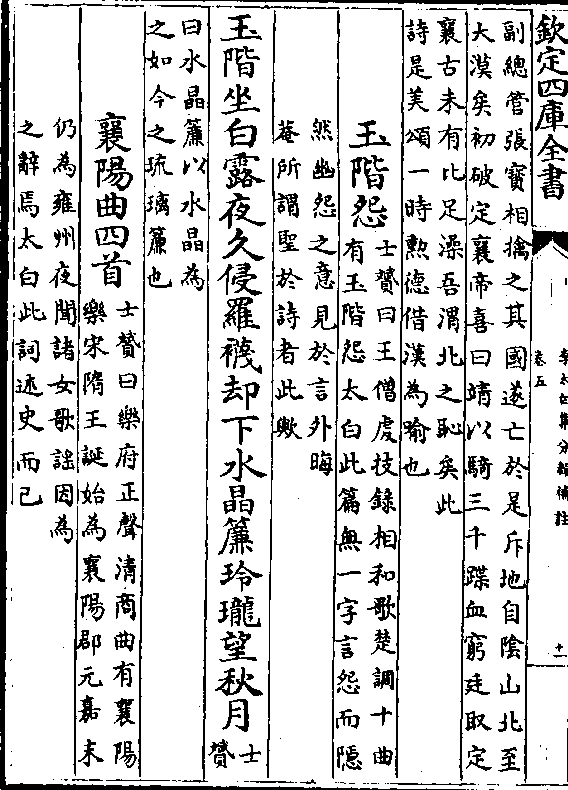 欽定四庫全書
李太白集分類補註
卷五
十一
副總管張寶相擒之其國遂亡於是斥地自陰山北至
大漠矣初破定襄帝喜曰靖以騎三千蹀血窮廷取定
襄古未有比足澡吾渭北之恥矣此
詩是美頌一時勲德借漢為喻也
玉階怨
士贇曰王僧虔技録相和歌楚調十曲
有玉階怨太白此篇無一字言怨而隠
然幽怨之意見於言外晦
菴所謂聖於詩者此歟
玉階坐白露夜久侵羅襪却下水晶簾玲瓏望秋月
士贇
曰水晶簾以水晶為
之如今之琉璃簾也
襄陽曲四首
士贇曰樂府正聲清商曲有襄陽
樂宋隋王誕始為襄陽郡元嘉末
仍為雍州夜聞諸女歌謡因為
之辭焉太白此詞述史而已